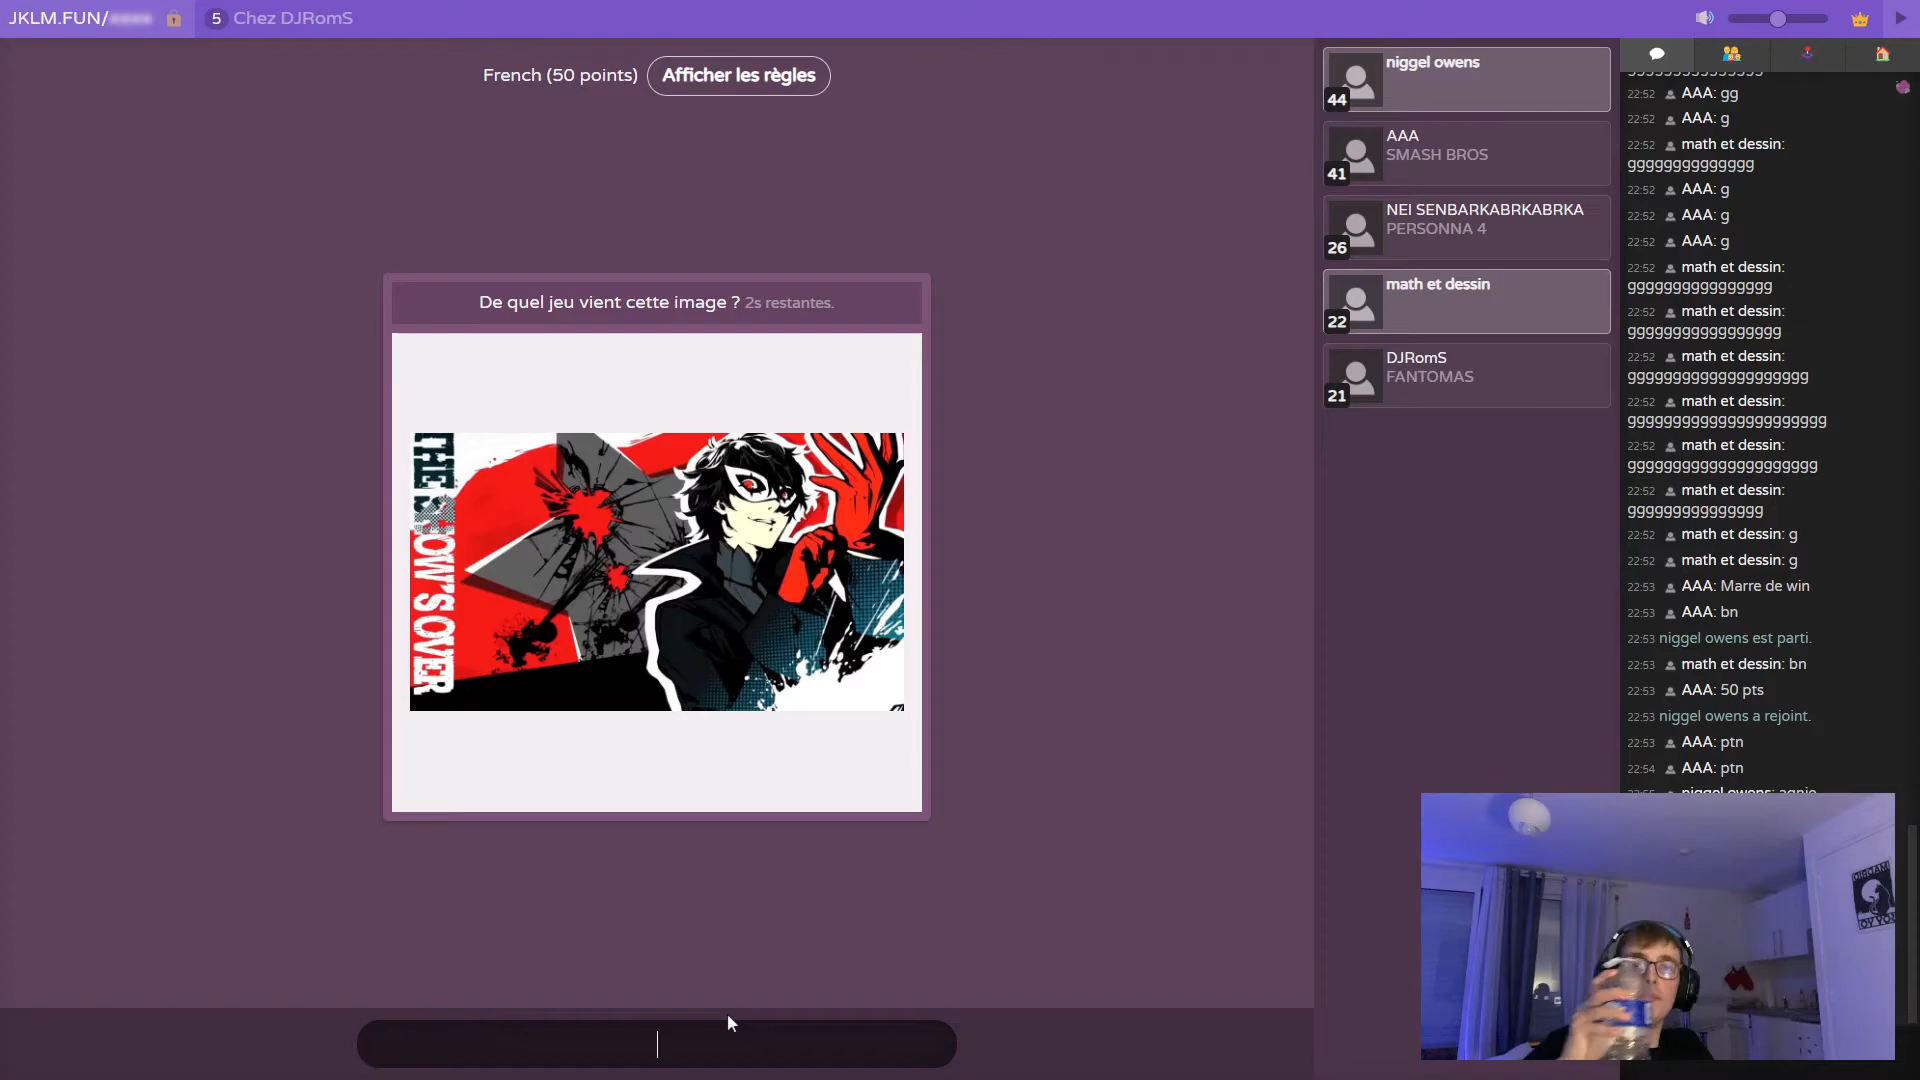 JKLM.FUN/
5 Chez DJRomS
French (50 points) Afficher les règles
De quel jeu vient cette image ? 2s restantes.
THE SHOW'S OVER
niggel owens
44
AAA
SMASH BROS
41
NEI SENBARKABRKABRKA
PERSONNA 4
26
math et dessin
22
DJRomS
FANTOMAS
21
22:52 AAA: gg
22:52 AAA: g
22:52 math et dessin:
gggggggggggggg
22:52 AAA: g
22:52 AAA: g
22:52 AAA: g
22:52 math et dessin:
gggggggggggggggg
22:52 math et dessin:
ggggggggggggggggg
22:52 math et dessin:
gggggggggggggggggggg
22:52 math et dessin:
gggggggggggggggggggggg
22:52 math et dessin:
ggggggggggggggggggggg
22:52 math et dessin:
ggggggggggggggg
22:52 math et dessin: g
22:52 math et dessin: g
22:53 AAA: Marre de win
22:53 AAA: bn
22:53 niggel owens est parti.
22:53 math et dessin: bn
22:53 AAA: 50 pts
22:53 niggel owens a rejoint.
22:53 AAA: ptn
22:54 AAA: ptn